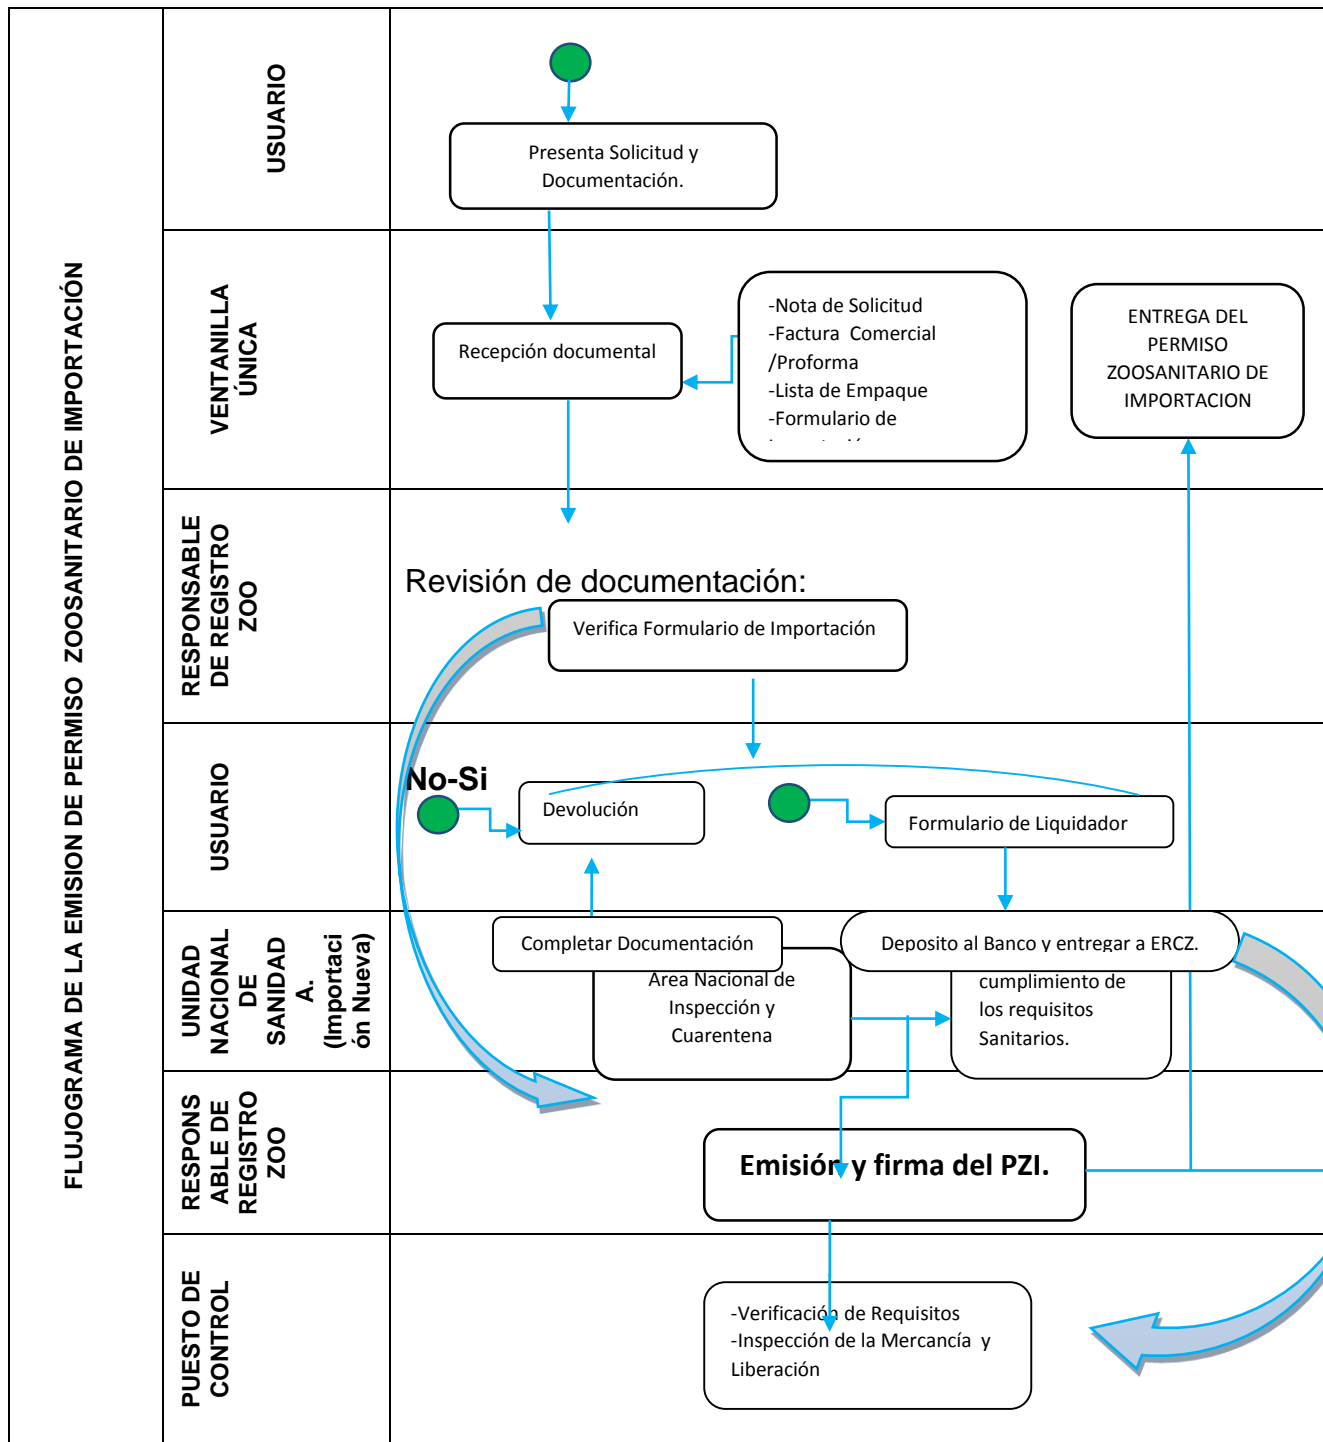 FLUJOGRAMA DE LA EMISION DE PERMISO  ZOOSANITARIO DE IMPORTACIÓN
USUARIO
Presenta Solicitud y
Documentación.
VENTANILLA
ÚNICA
Recepción documental
-Nota de Solicitud
-Factura  Comercial
/Proforma
-Lista de Empaque
-Formulario de
ENTREGA DEL
PERMISO
ZOOSANITARIO DE
IMPORTACION
RESPONSABLE
DE REGISTRO
ZOO
Revisión de documentación:
Verifica Formulario de Importación
USUARIO
No-Si
Devolución
Formulario de Liquidador
UNIDAD
NACIONAL
DE
SANIDAD
A.
(Importaci
ón Nueva)
Completar Documentación
Area Nacional de
Inspección y
Cuarentena
Deposito al Banco y entregar a ERCZ.
cumplimiento de
los requisitos
Sanitarios.
RESPONS
ABLE DE
REGISTRO
ZOO
Emisión y firma del PZI.
PUESTO DE
CONTROL
-Verificación de Requisitos
-Inspección de la Mercancía  y
Liberación